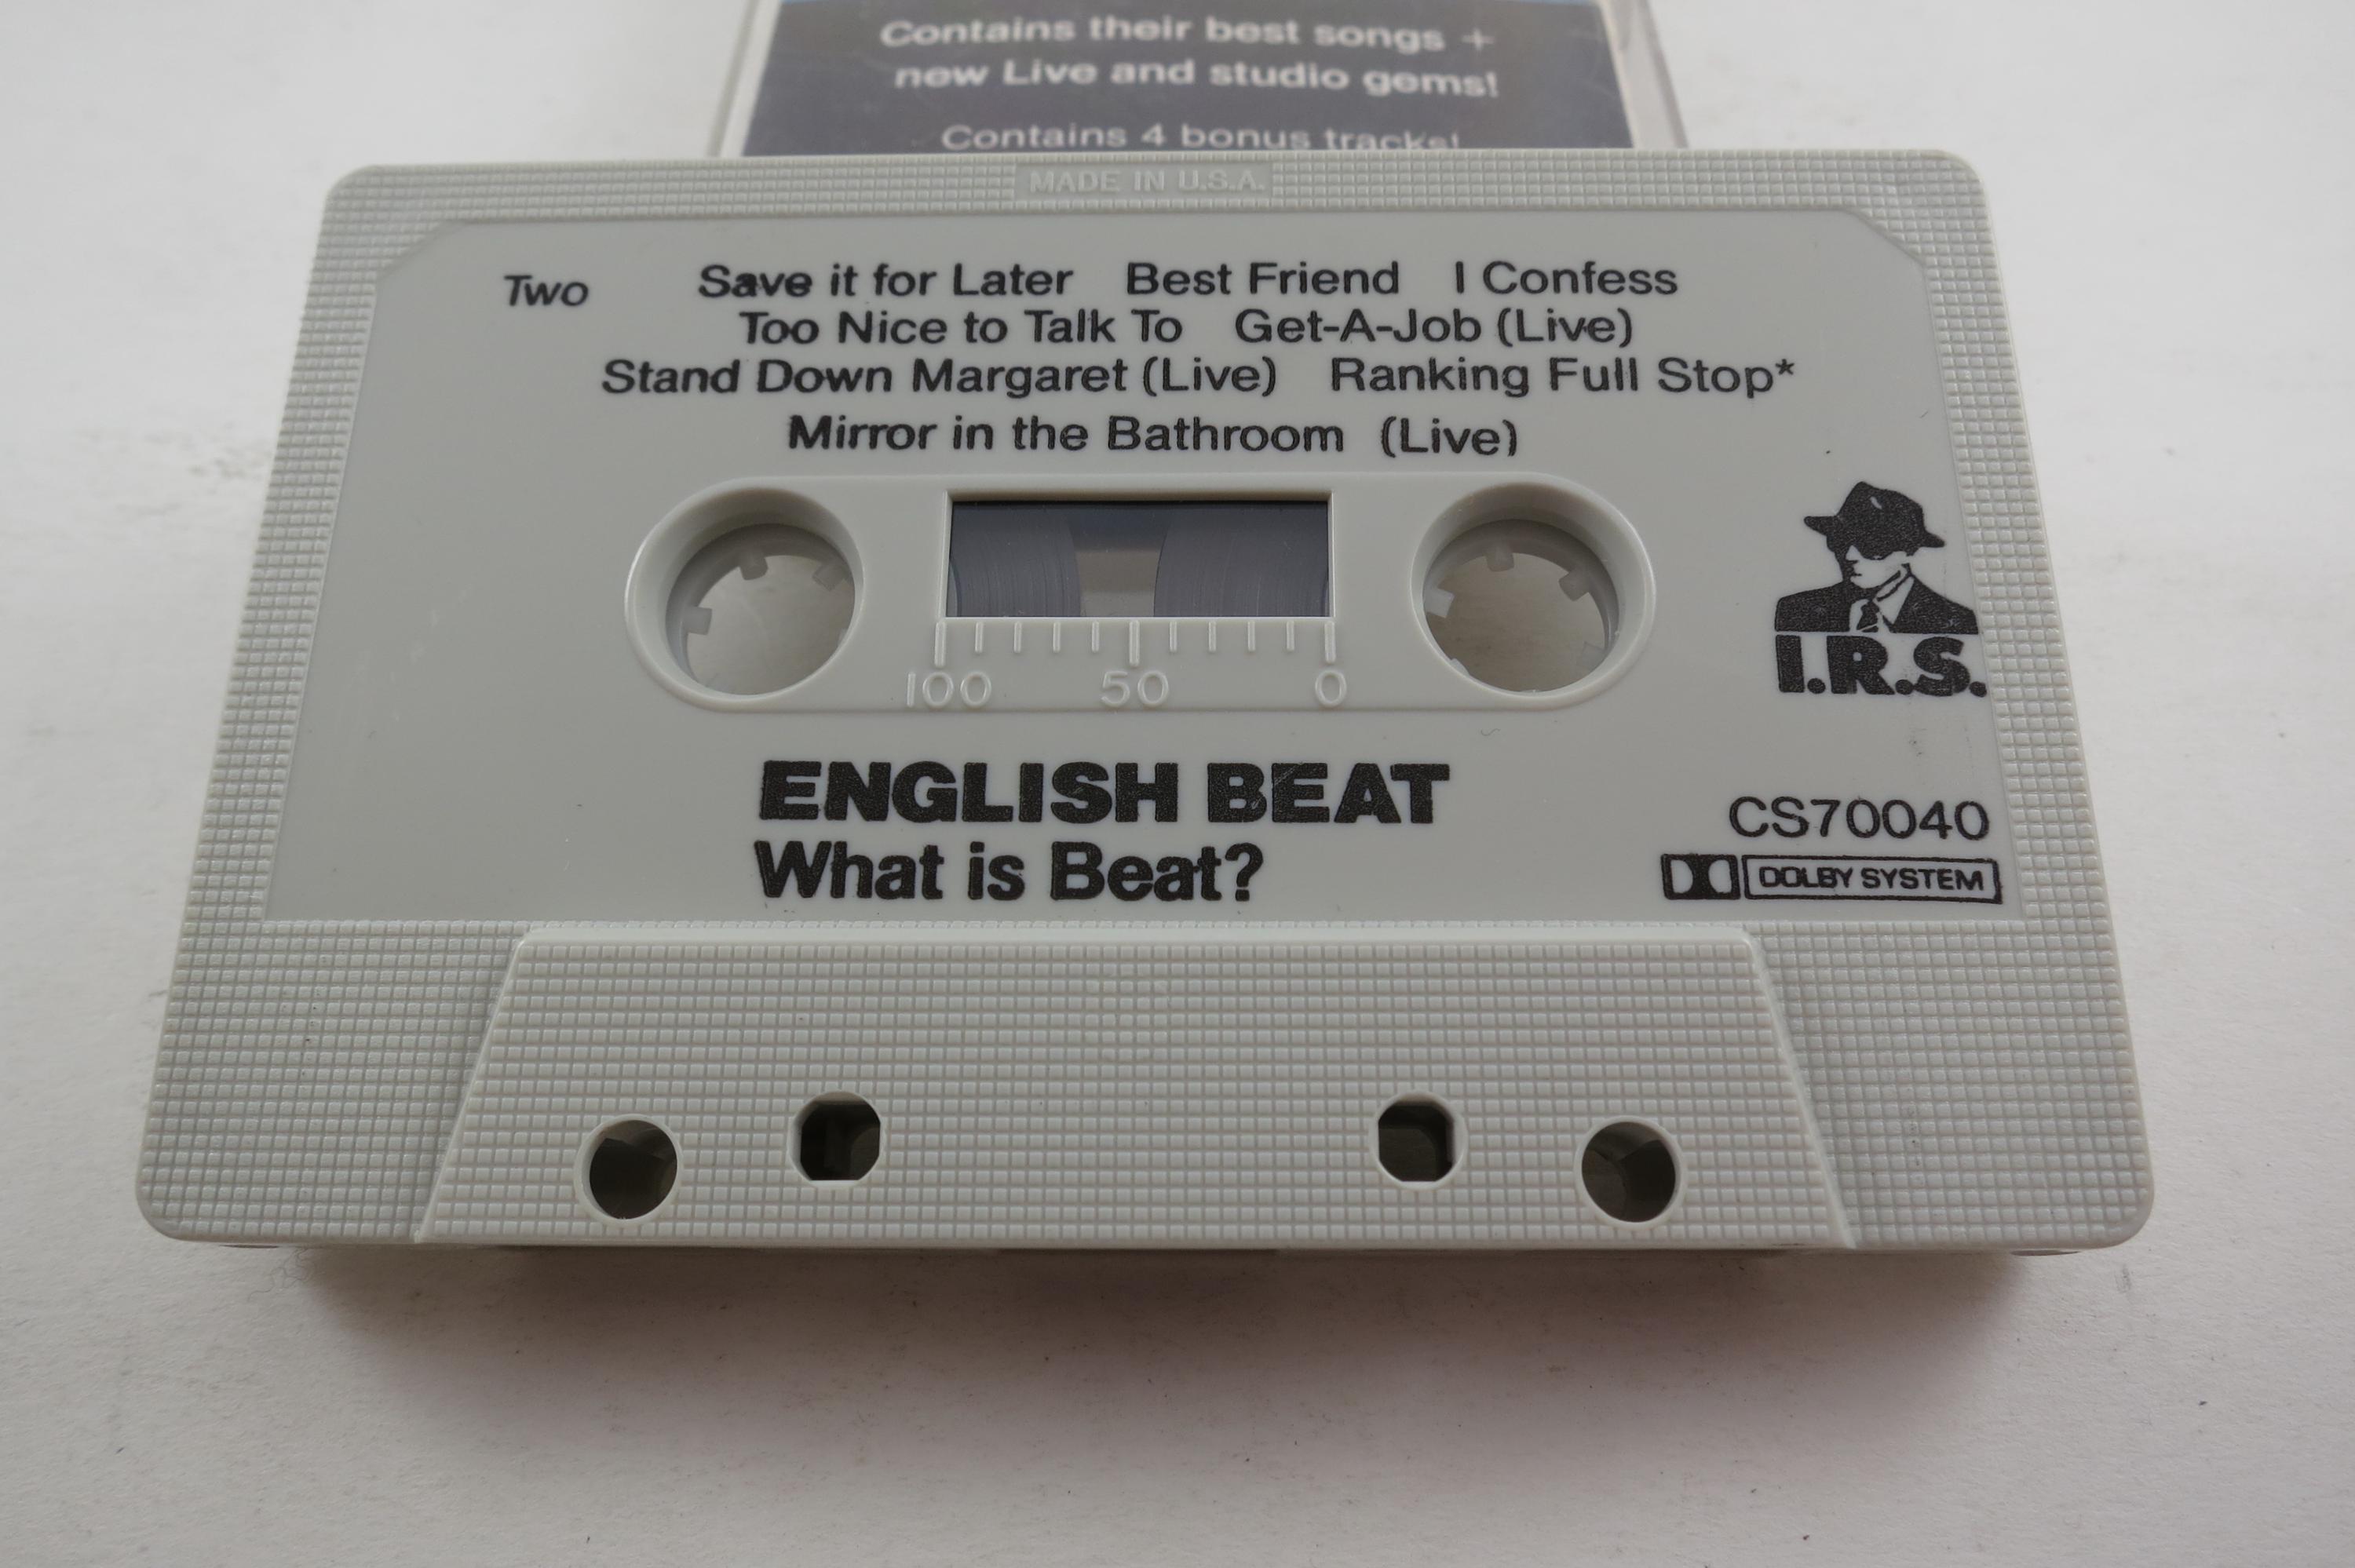 Contains their best songs +
new Live and studio gems!
Contains 4 bonus tracks!
MADE IN U.S.A.
Two Save it for Later Best Friend I Confess
Too Nice to Talk To Get-A-Job (Live)
Stand Down Margaret (Live) Ranking Full Stop*
Mirror in the Bathroom (Live)
100 50 0
I.R.S.
ENGLISH BEAT
What is Beat?
CS70040
DOLBY SYSTEM